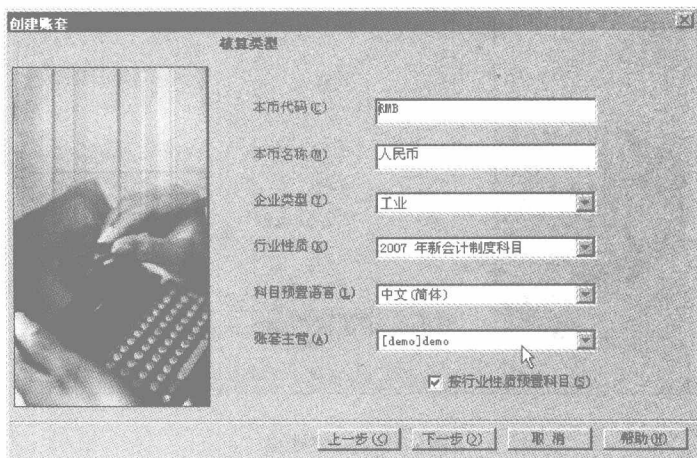 创建账套
核算类型
本币代码(C) RMB
本币名称(M) 人民币
企业类型(Y) 工业
行业性质(K) 2007 年新会计制度科目
科目预置语言(L) 中文(简体)
账套主管(A) [demo]demo
按行业性质预置科目(S)
上一步(<) 下一步(>) 取 消 帮助(H)